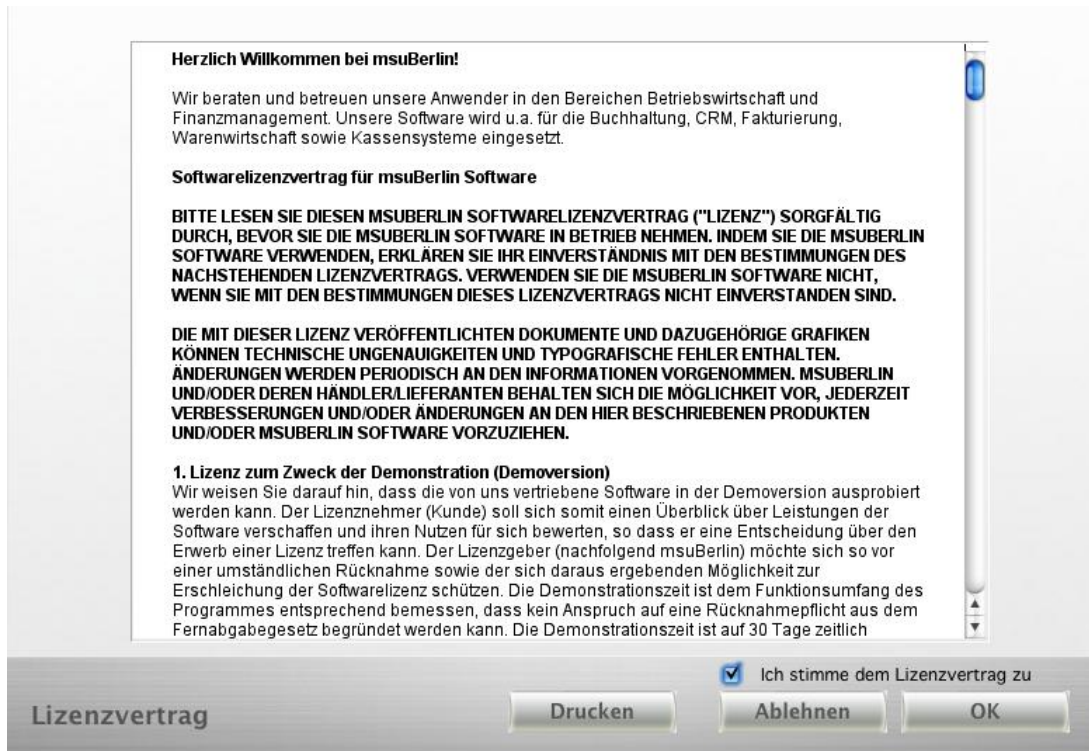 Herzlich Willkommen bei msuBerlin!
Wir beraten und betreuen unsere Anwender in den Bereichen Betriebswirtschaft und
Finanzmanagement. Unsere Software wird u.a. für die Buchhaltung, CRM, Fakturierung,
Warenwirtschaft sowie Kassensysteme eingesetzt.
Softwarelizenzvertrag für msuBerlin Software
BITTE LESEN SIE DIESEN MSUBERLIN SOFTWARELIZENZVERTRAG ("LIZENZ") SORGFÄLTIG
DURCH, BEVOR SIE DIE MSUBERLIN SOFTWARE IN BETRIEB NEHMEN. INDEM SIE DIE MSUBERLIN
SOFTWARE VERWENDEN, ERKLÄREN SIE IHR EINVERSTÄNDNIS MIT DEN BESTIMMUNGEN DES
NACHSTEHENDEN LIZENZVERTRAGS. VERWENDEN SIE DIE MSUBERLIN SOFTWARE NICHT,
WENN SIE MIT DEN BESTIMMUNGEN DIESES LIZENZVERTRAGS NICHT EINVERSTANDEN SIND.
DIE MIT DIESER LIZENZ VERÖFFENTLICHTEN DOKUMENTE UND DAZUGEHÖRIGE GRAFIKEN
KÖNNEN TECHNISCHE UNGENAUIGKEITEN UND TYPOGRAFISCHE FEHLER ENTHALTEN.
ÄNDERUNGEN WERDEN PERIODISCH AN DEN INFORMATIONEN VORGENOMMEN. MSUBERLIN
UND/ODER DEREN HÄNDLER/LIEFERANTEN BEHALTEN SICH DIE MÖGLICHKEIT VOR, JEDERZEIT
VERBESSERUNGEN UND/ODER ÄNDERUNGEN AN DEN HIER BESCHRIEBENEN PRODUKTEN
UND/ODER MSUBERLIN SOFTWARE VORZUZIEHEN.
1. Lizenz zum Zweck der Demonstration (Demoversion)
Wir weisen Sie darauf hin, dass die von uns vertriebene Software in der Demoversion ausprobiert
werden kann. Der Lizenznehmer (Kunde) soll sich somit einen Überblick über Leistungen der
Software verschaffen und ihren Nutzen für sich bewerten, so dass er eine Entscheidung über den
Erwerb einer Lizenz treffen kann. Der Lizenzgeber (nachfolgend msuBerlin) möchte sich so vor
einer umständlichen Rücknahme sowie der sich daraus ergebenden Möglichkeit zur
Erschleichung der Softwarelizenz schützen. Die Demonstrationszeit ist dem Funktionsumfang des
Programmes entsprechend bemessen, dass kein Anspruch auf eine Rücknahmepflicht aus dem
Fernabgabegesetz begründet werden kann. Die Demonstrationszeit ist auf 30 Tage zeitlich
Ich stimme dem Lizenzvertrag zu
Lizenzvertrag
Drucken
Ablehnen
OK